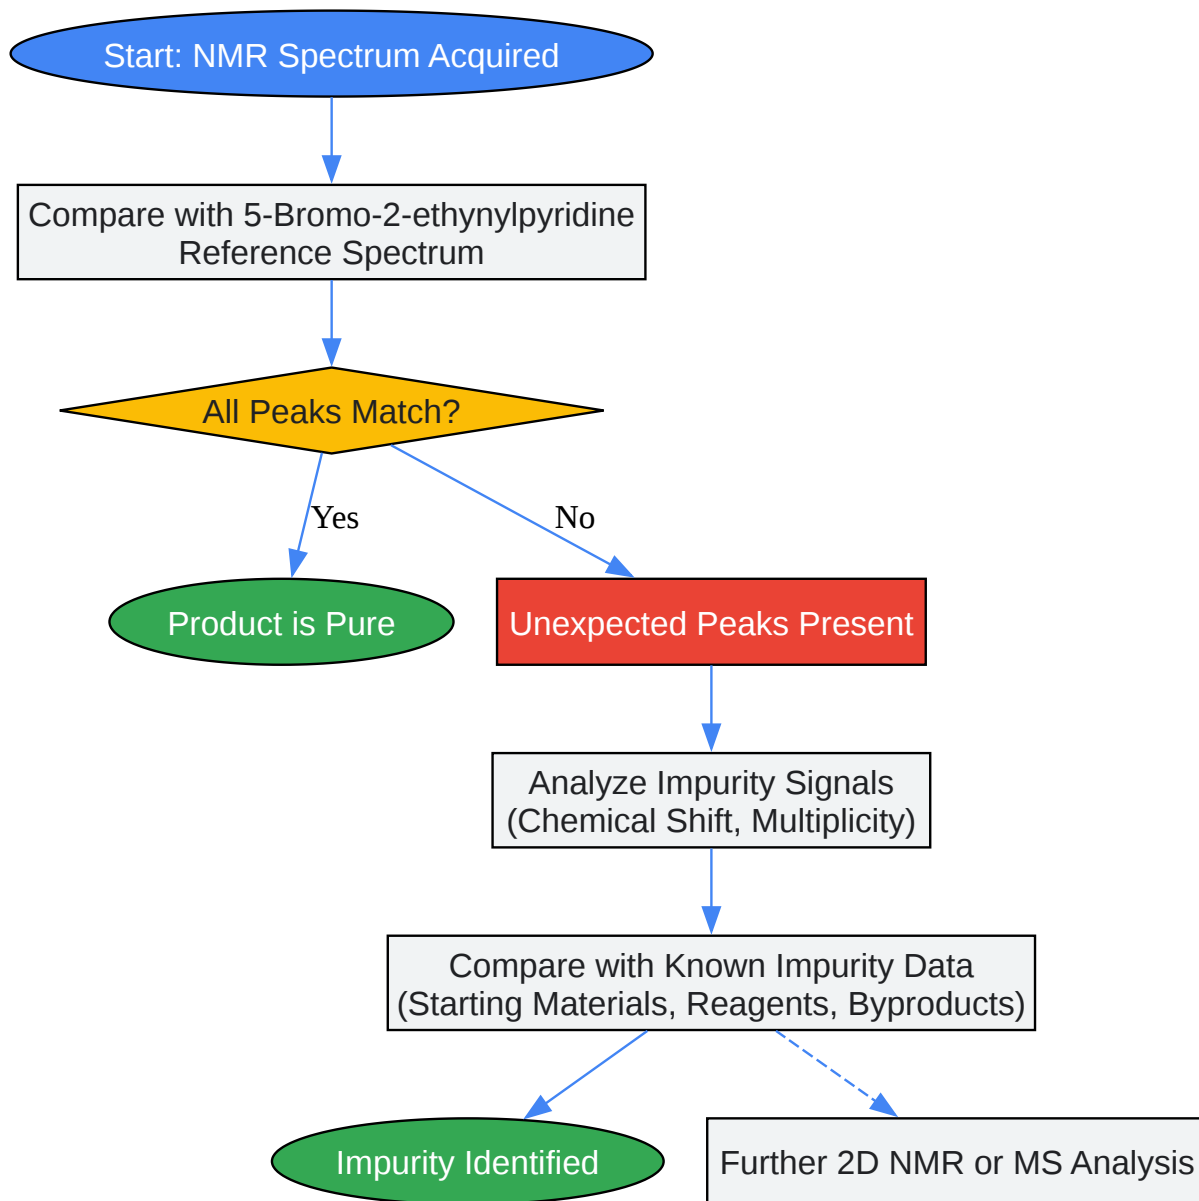 Start: NMR Spectrum Acquired
Compare with 5-Bromo-2-ethynylpyridine
Reference Spectrum
All Peaks Match?
Yes
No
Product is Pure
Unexpected Peaks Present
Analyze Impurity Signals
(Chemical Shift, Multiplicity)
Compare with Known Impurity Data
(Starting Materials, Reagents, Byproducts)
Impurity Identified
Further 2D NMR or MS Analysis